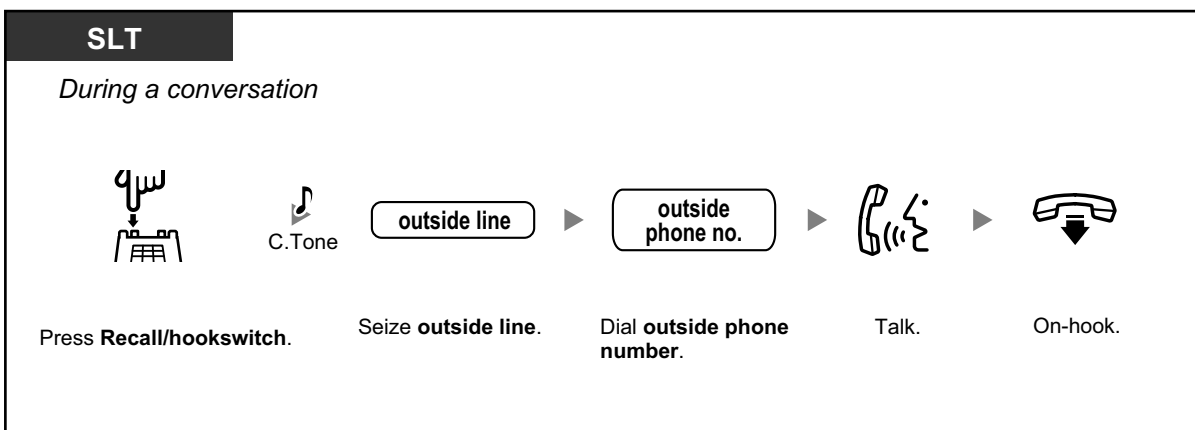 SLT
During a conversation
C.Tone
outside line
outside
phone no.
Press Recall/hookswitch.
Seize outside line.
Dial outside phone
number.
Talk.
On-hook.